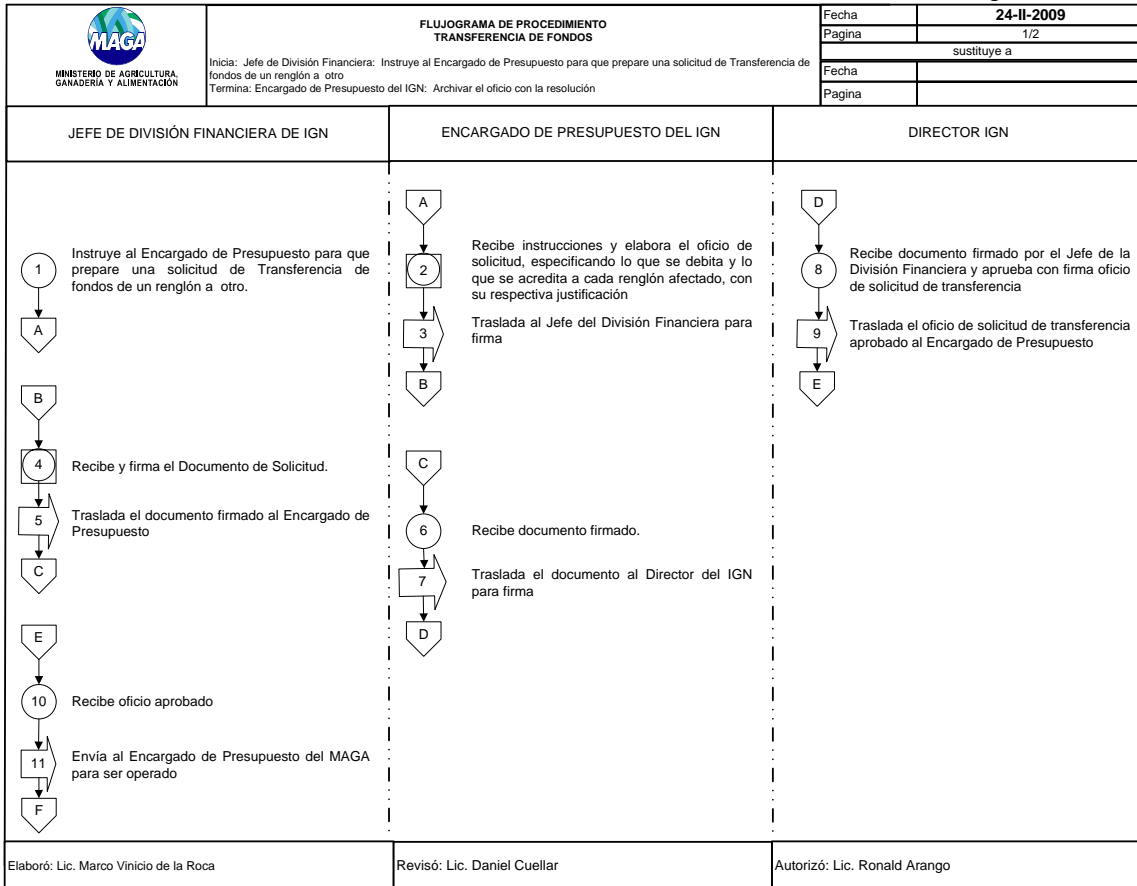 MAGA
MINISTERIO DE AGRICULTURA,
GANADERÍA Y ALIMENTACIÓN
FLUJOGRAMA DE PROCEDIMIENTO
TRANSFERENCIA DE FONDOS
Inicia: Jefe de División Financiera: Instruye al Encargado de Presupuesto para que prepare una solicitud de Transferencia de
fondos de un renglón a otro
Termina: Encargado de Presupuesto del IGN: Archivar el oficio con la resolución
Fecha 24-II-2009
Pagina 1/2
sustituye a
Fecha
Pagina
JEFE DE DIVISIÓN FINANCIERA DE IGN
ENCARGADO DE PRESUPUESTO DEL IGN
DIRECTOR IGN
1
Instruye al Encargado de Presupuesto para que
prepare una solicitud de Transferencia de
fondos de un renglón a otro.
A
B
4
Recibe y firma el Documento de Solicitud.
5
Traslada el documento firmado al Encargado de
Presupuesto
C
E
10
Recibe oficio aprobado
11
Envía al Encargado de Presupuesto del MAGA
para ser operado
F
A
2
Recibe instrucciones y elabora el oficio de
solicitud, especificando lo que se debita y lo
que se acredita a cada renglón afectado, con
su respectiva justificación
3
Traslada al Jefe del División Financiera para
firma
B
C
6
Recibe documento firmado.
7
Traslada el documento al Director del IGN
para firma
D
D
8
Recibe documento firmado por el Jefe de la
División Financiera y aprueba con firma oficio
de solicitud de transferencia
9
Traslada el oficio de solicitud de transferencia
aprobado al Encargado de Presupuesto
E
Elaboró: Lic. Marco Vinicio de la Roca
Revisó: Lic. Daniel Cuellar
Autorizó: Lic. Ronald Arango